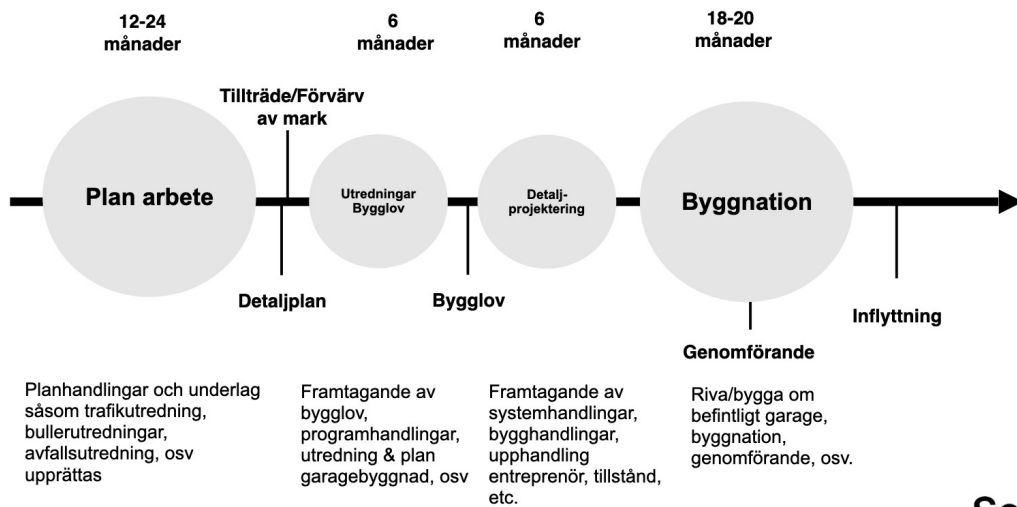 12-24
månader
6
månader
6
månader
18-20
månader
Tillträde/Förvärv
av mark
Plan arbete
Utredningar
Bygglov
Detalj-
projektering
Byggnation
Detaljplan
Bygglov
Inflyttning
Genomförande
Planhandlingar och underlag
såsom trafikutredning,
bullerutredningar,
avfallsutredning, osv
upprättas
Framtagande av
bygglov,
programhandlingar,
utredning & plan
garagebyggnad, osv
Framtagande av
systemhandlingar,
bygghandlingar,
upphandling
entreprenör, tillstånd,
etc.
Riva/bygga om
befintligt garage,
byggnation,
genomförande, osv.